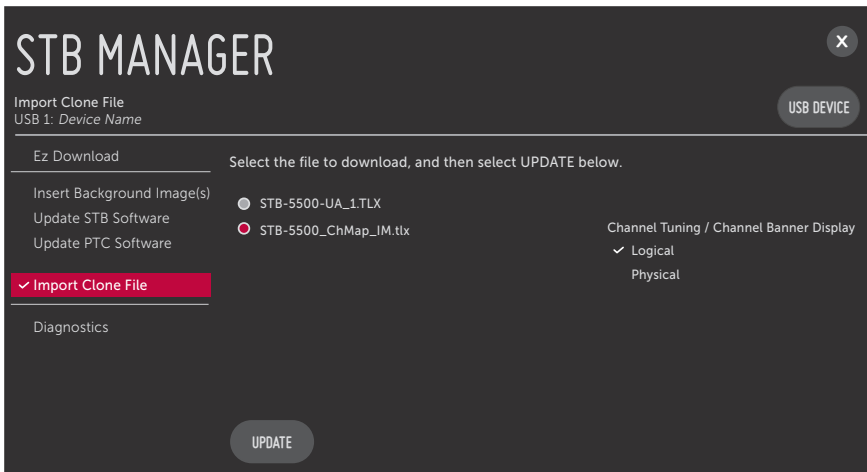 STB MANAGER
X
Import Clone File
USB 1: Device Name
USB DEVICE
Ez Download
Insert Background Image(s)
Update STB Software
Update PTC Software
Import Clone File
Diagnostics
Select the file to download, and then select UPDATE below.
STB-5500-UA_1.TLX
STB-5500_ChMap_IM.tlx
Channel Tuning / Channel Banner Display
Logical
Physical
UPDATE